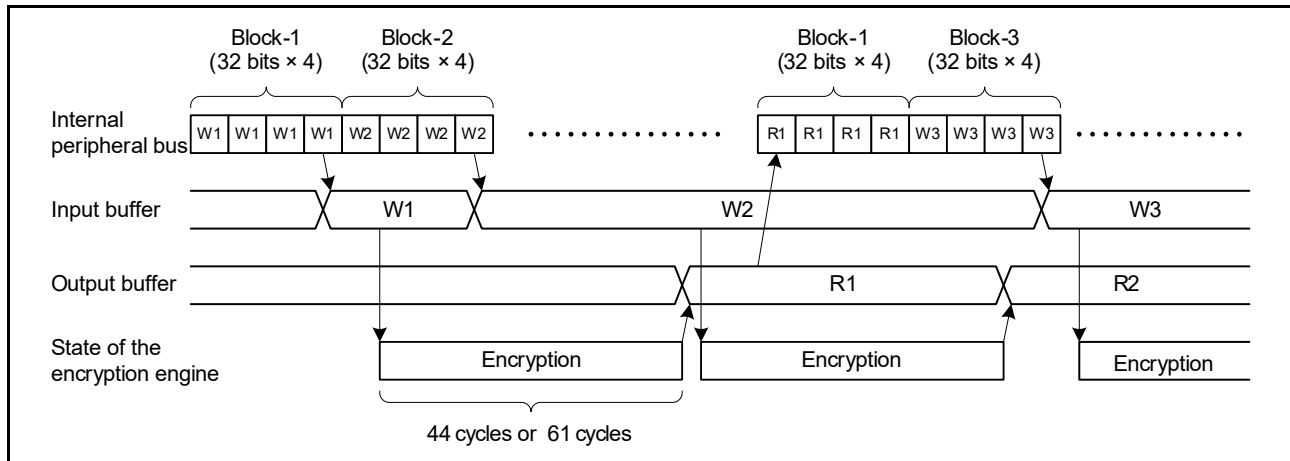 Block-1 Block-2 Block-1 Block-3
(32 bits × 4) (32 bits × 4) (32 bits × 4) (32 bits × 4)
Internal
peripheral bus
W1 W1 W1 W1 W2 W2 W2 W2 R1 R1 R1 R1 W3 W3 W3 W3
Input buffer W1 W2 W3
Output buffer R1 R2
State of the
encryption engine
Encryption Encryption Encryption
44 cycles or 61 cycles